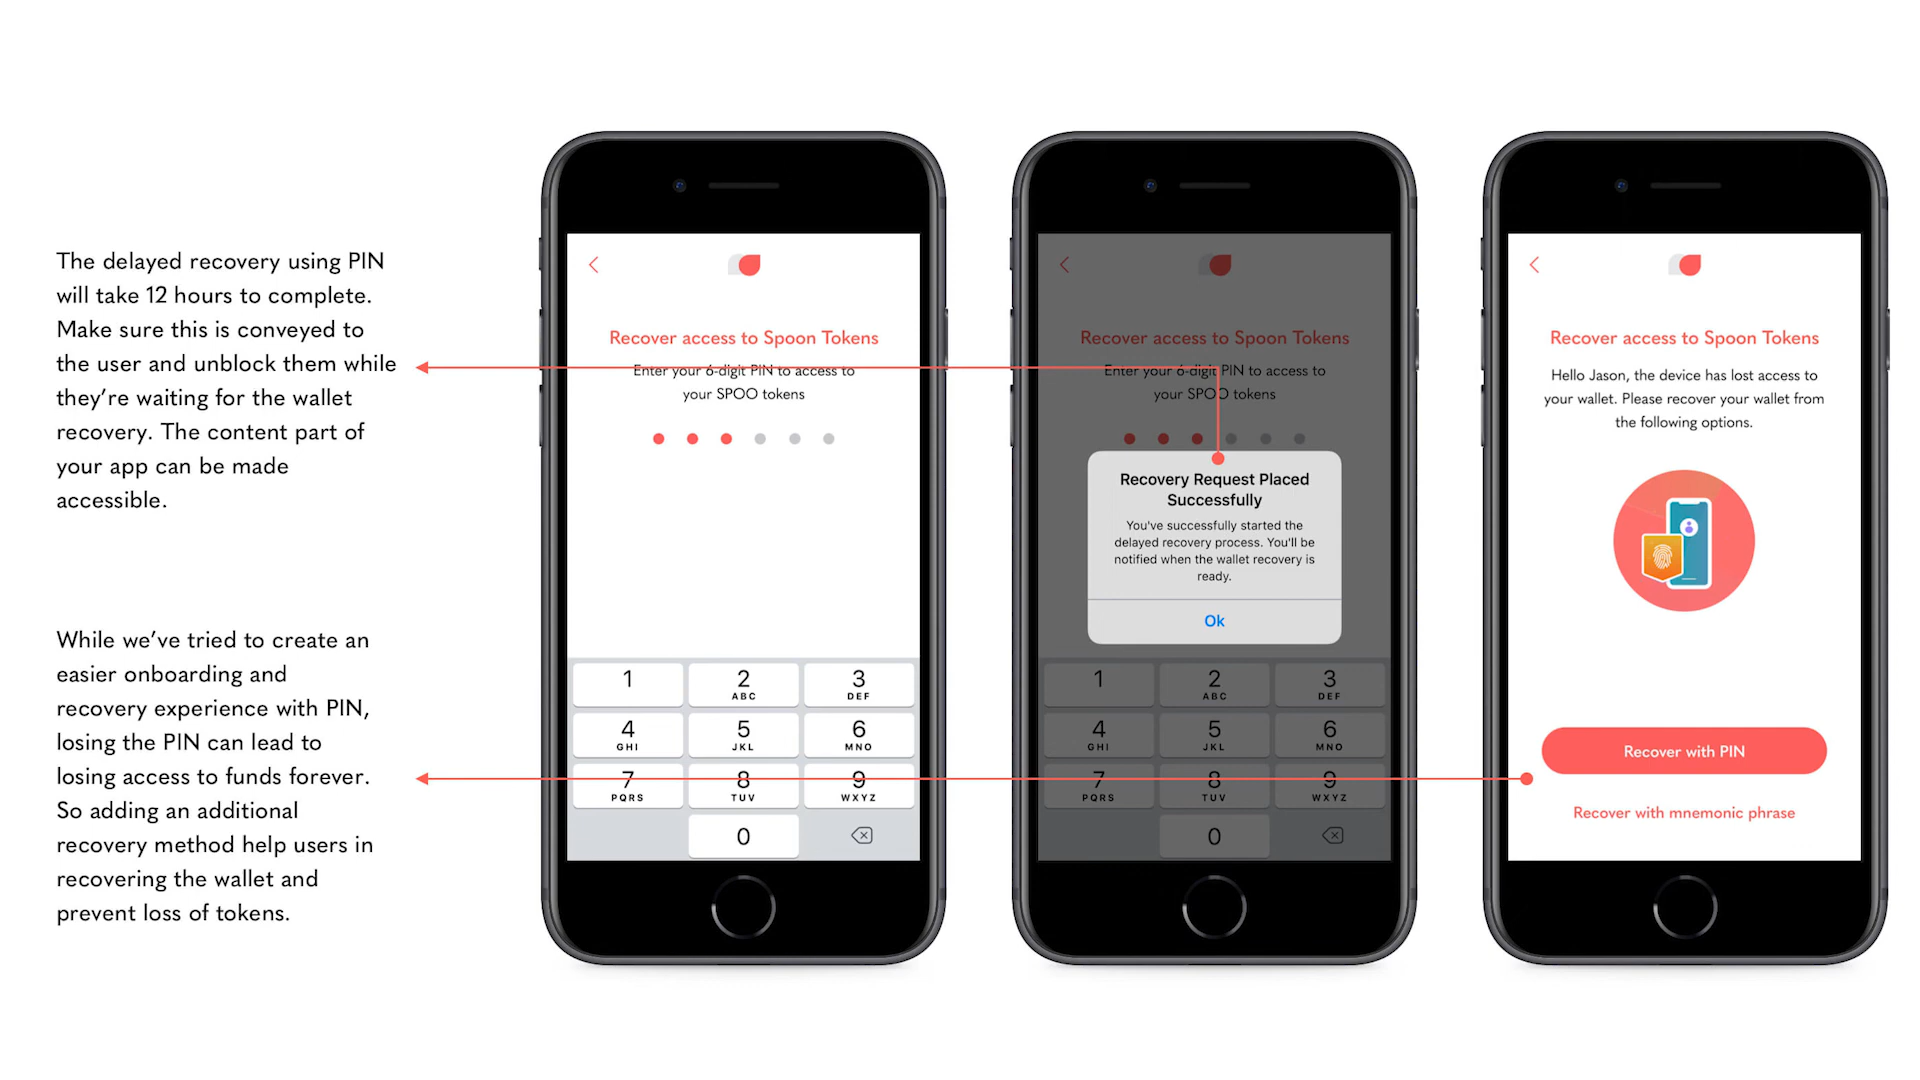 The delayed recovery using PIN
will take 12 hours to complete.
Make sure this is conveyed to
the user and unblock them while
they're waiting for the wallet
recovery. The content part of
your app can be made
accessible.
While we've tried to create an
easier onboarding and
recovery experience with PIN,
losing the PIN can lead to
losing access to funds forever.
So adding an additional
recovery method help users in
recovering the wallet and
prevent loss of tokens.
Recover access to Spoon Tokens
Enter your 6-digit PIN to access to
your SPOO tokens
1
2
ABC
3
DEF
4
GHI
5
JKL
6
MNO
7
PQRS
8
TUV
9
WXYZ
0
Recover access to Spoon Tokens
Enter your 6-digit PIN to access to
your SPOO tokens
Recovery Request Placed
Successfully
You've successfully started the
delayed recovery process. You'll be
notified when the wallet recovery is
ready.
Ok
1
2
ABC
3
DEF
4
GHI
5
JKL
6
MNO
7
PQRS
8
TUV
9
WXYZ
0
Recover access to Spoon Tokens
Hello Jason, the device has lost access to
your wallet. Please recover your wallet from
the following options.
Recover with PIN
Recover with mnemonic phrase